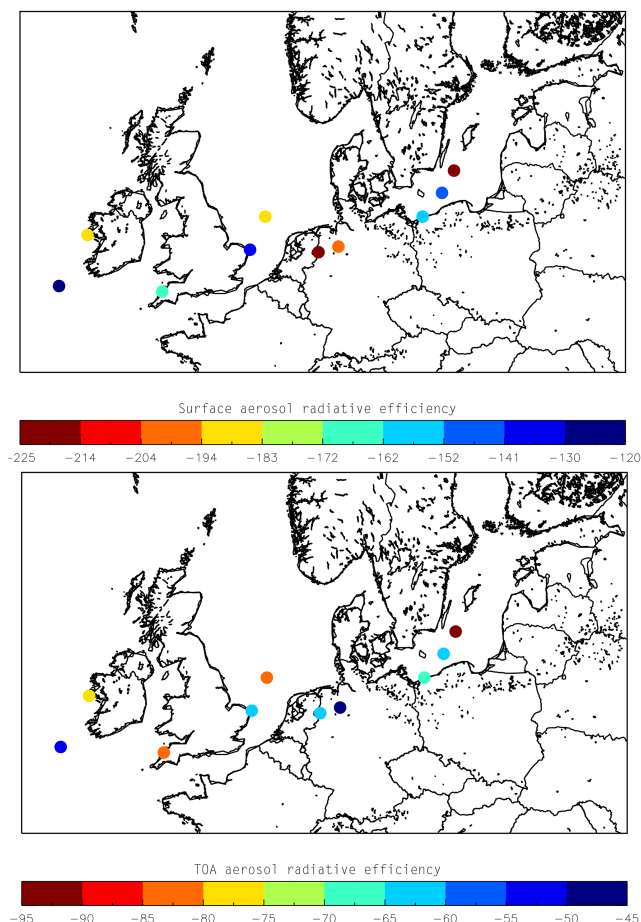 Surface aerosol radiative efficiency
-225 -214 -204 -194 -183 -172 -162 -152 -141 -130 -120
TOA aerosol radiative efficiency
-95 -90 -85 -80 -75 -70 -65 -60 -55 -50 -45